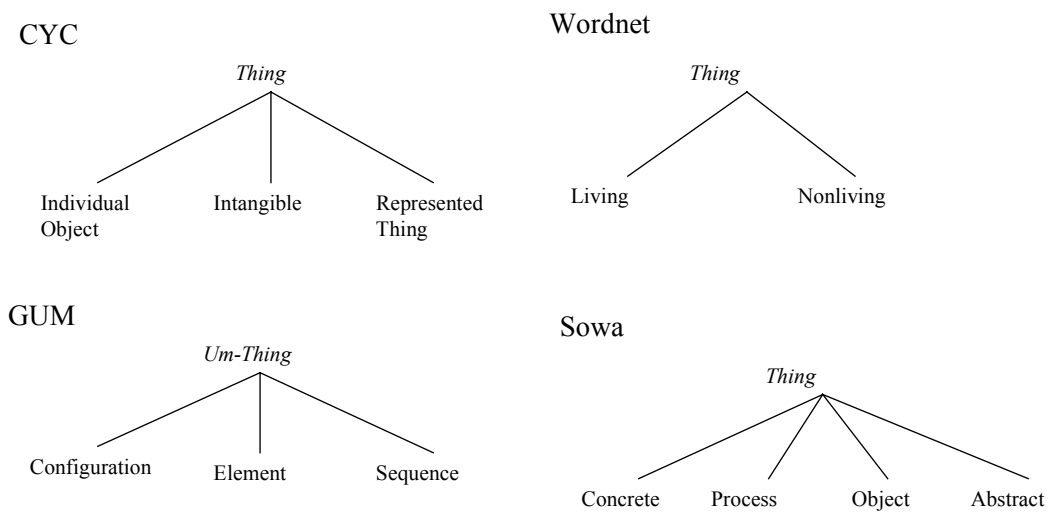 CYC
Thing
Individual
Object
Intangible
Represented
Thing
Wordnet
Thing
Living
Nonliving
GUM
Um-Thing
Configuration
Element
Sequence
Sowa
Thing
Concrete
Process
Object
Abstract